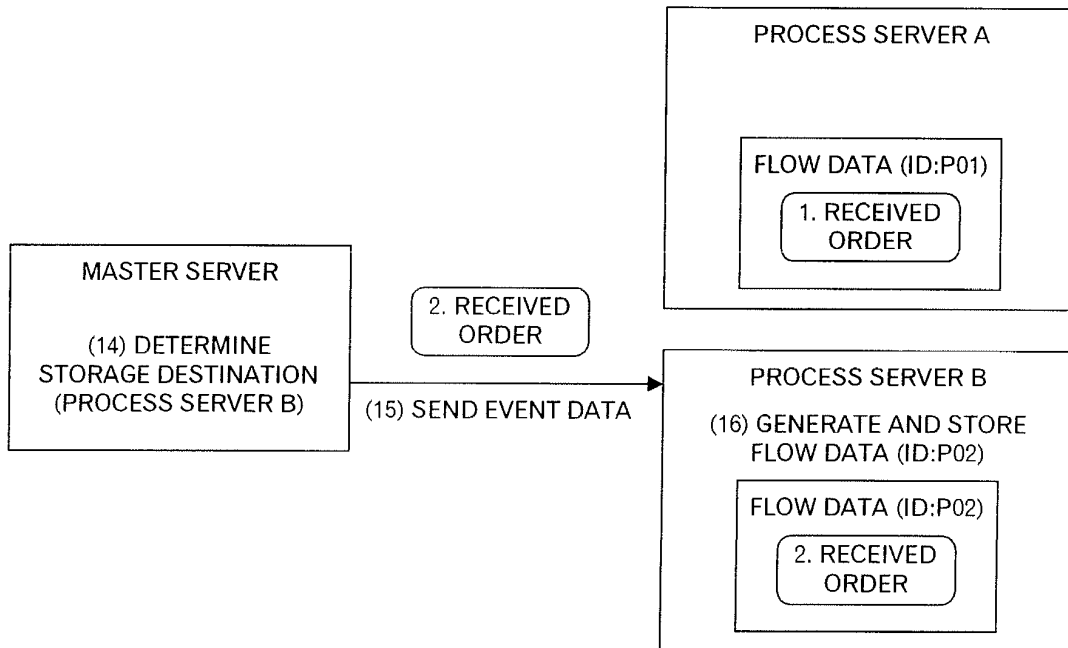 PROCESS SERVER A
FLOW DATA (ID:P01)
1. RECEIVED
ORDER
MASTER SERVER
(14) DETERMINE
STORAGE DESTINATION
(PROCESS SERVER B)
2. RECEIVED
ORDER
(15) SEND EVENT DATA
PROCESS SERVER B
(16) GENERATE AND STORE
FLOW DATA (ID:P02)
FLOW DATA (ID:P02)
2. RECEIVED
ORDER